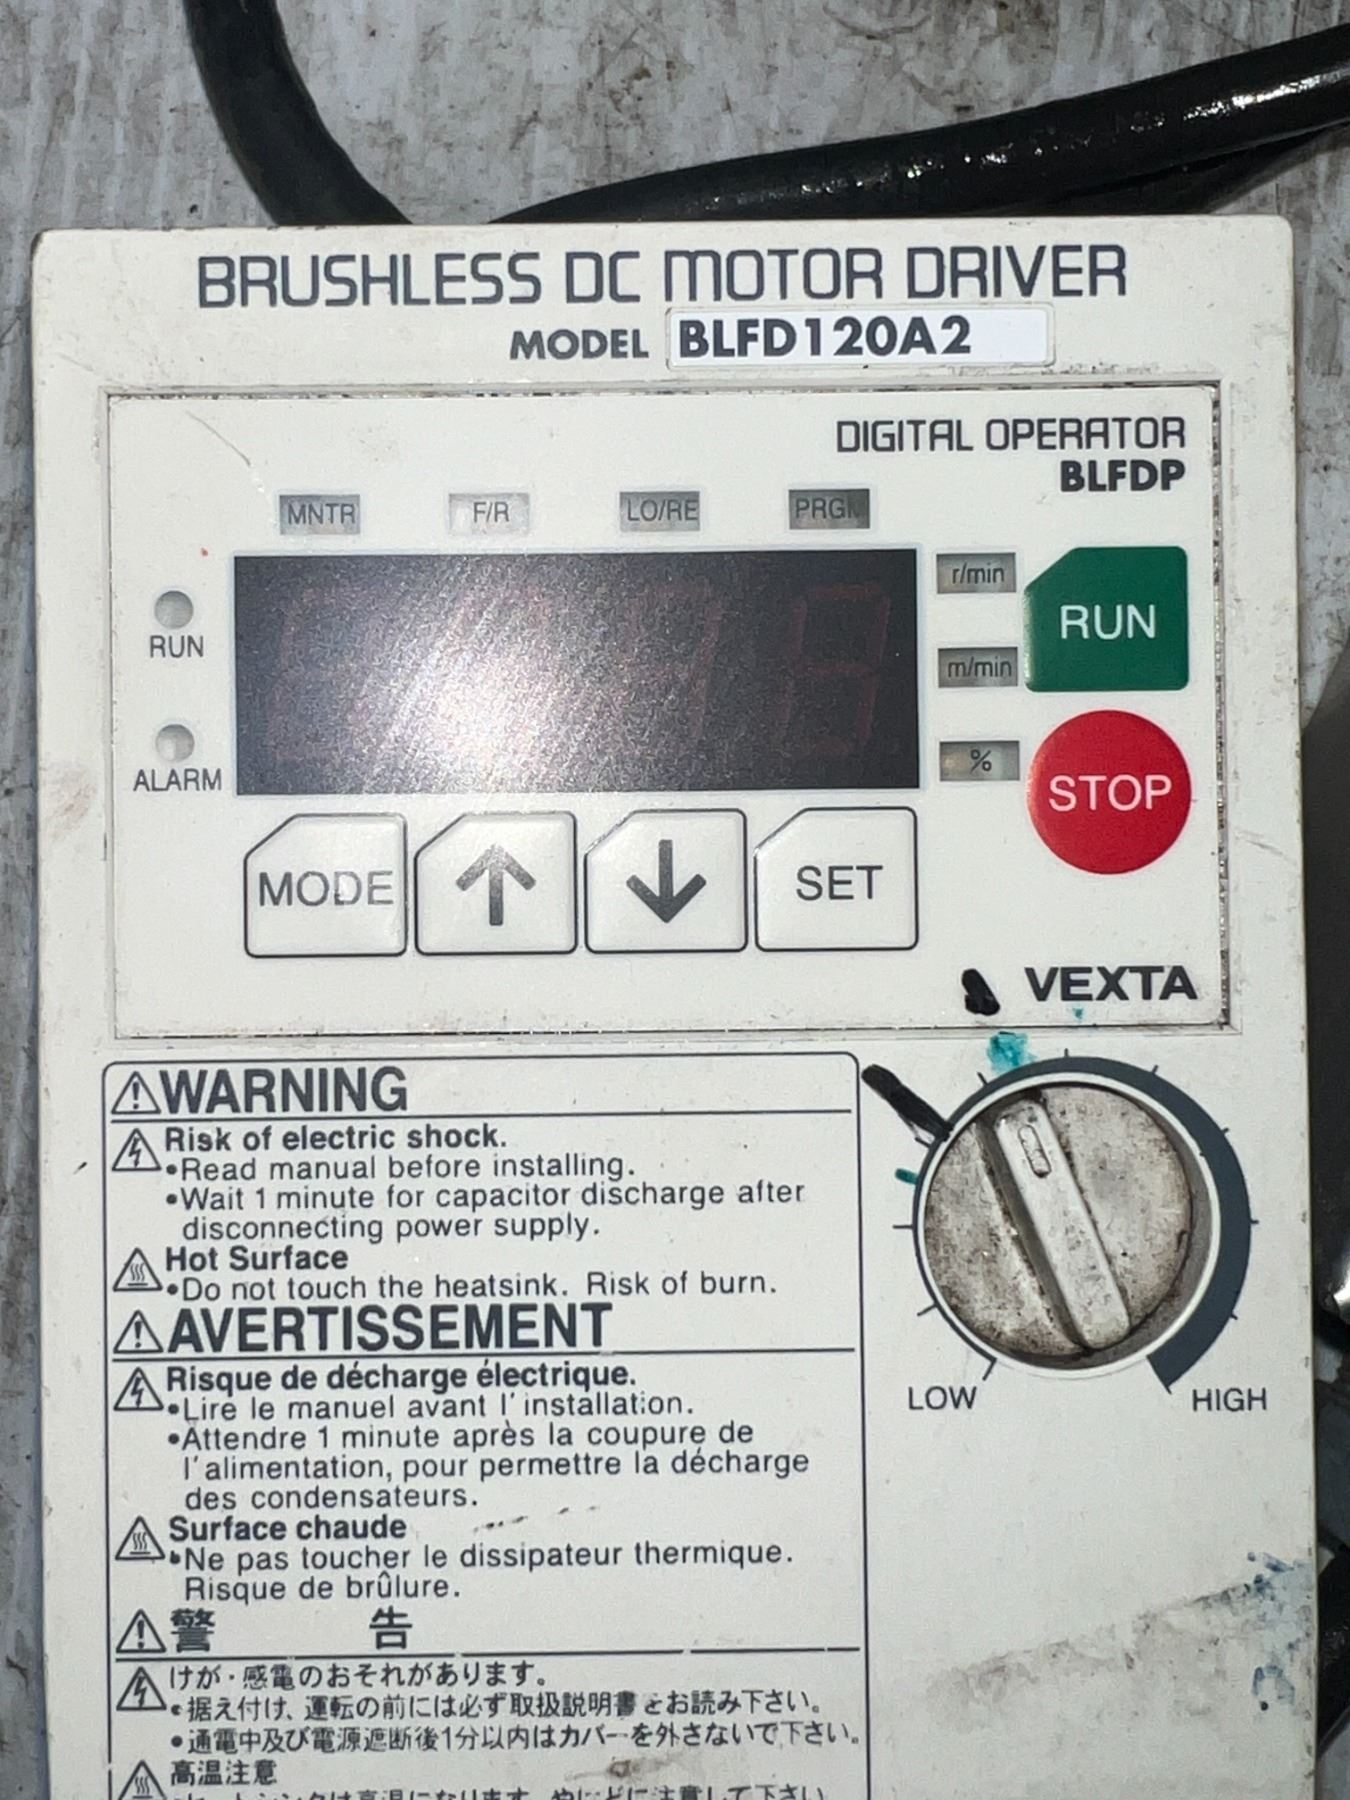 BRUSHLESS DC MOTOR DRIVER
MODEL BLFD120A2
DIGITAL OPERATOR
BLFDP
MNTR F/R LO/RE PRGM
r/min
RUN
RUN
m/min
%
STOP
ALARM
MODE ↑ ↓ SET
VEXTA
WARNING
Risk of electric shock.
•Read manual before installing.
•Wait 1 minute for capacitor discharge after
disconnecting power supply.
Hot Surface
•Do not touch the heatsink. Risk of burn.
AVERTISSEMENT
Risque de décharge électrique.
•Lire le manuel avant l'installation.
•Attendre 1 minute après la coupure de
l'alimentation, pour permettre la décharge
des condensateurs.
Surface chaude
•Ne pas toucher le dissipateur thermique.
Risque de brûlure.
LOW HIGH
警 告
けが・感電のおそれがあります。
•据え付け、運転の前には必ず取扱説明書をお読み下さい。
•通電中及び電源遮断後1分以内はカバーを外さないで下さい。
高温注意